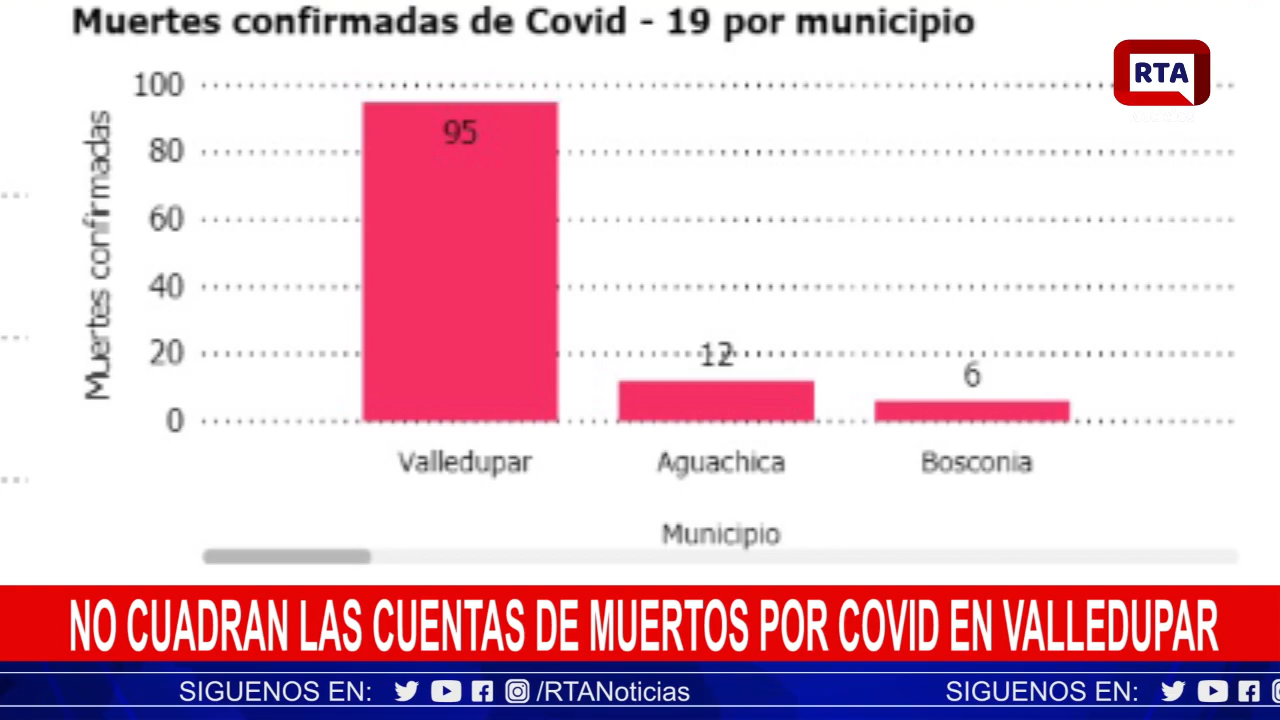 Muertes confirmadas de Covid - 19 por municipio
RTA
Muertes confirmadas
100
80
60
40
20
0
95
12
6
Valledupar
Aguachica
Bosconia
Municipio
NO CUADRAN LAS CUENTAS DE MUERTOS POR COVID EN VALLEDUPAR
SIGUENOS EN: /RTANoticias SIGUENOS EN: